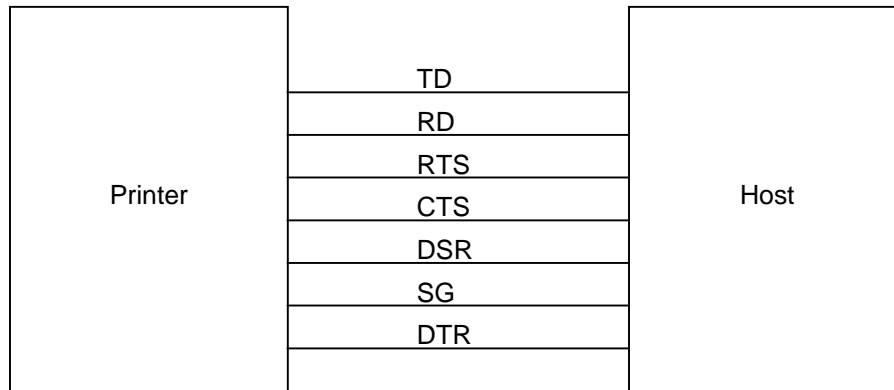 TD
RD
RTS
Printer
Host
CTS
DSR
SG
DTR